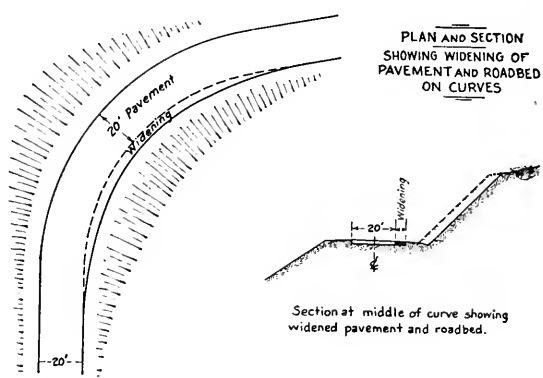 PLAN AND SECTION
SHOWING WIDENING OF
PAVEMENT AND ROADBED
ON CURVES
20' Pavement
Widening
Widening
20'
℄
Section at middle of curve showing
widened pavement and roadbed.
20'